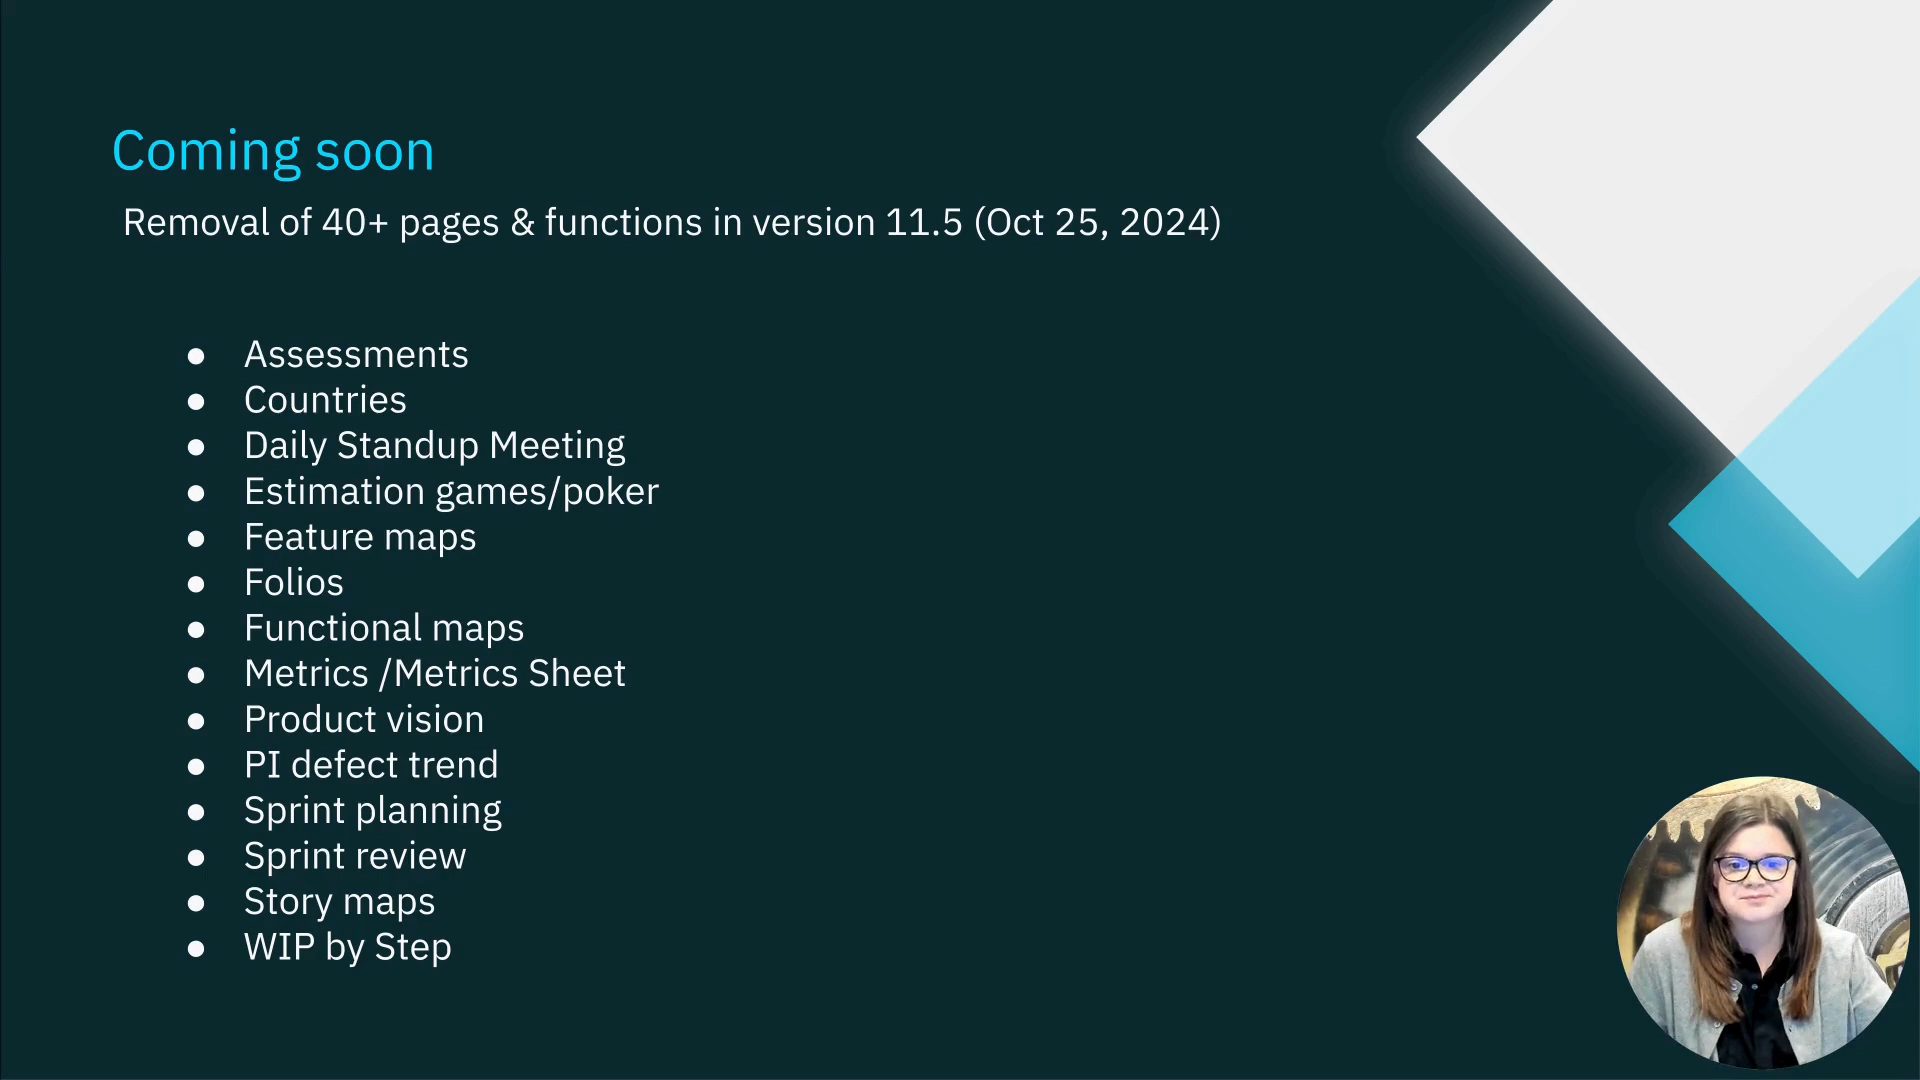 Coming soon
Removal of 40+ pages & functions in version 11.5 (Oct 25, 2024)
● Assessments
● Countries
● Daily Standup Meeting
● Estimation games/poker
● Feature maps
● Folios
● Functional maps
● Metrics /Metrics Sheet
● Product vision
● PI defect trend
● Sprint planning
● Sprint review
● Story maps
● WIP by Step